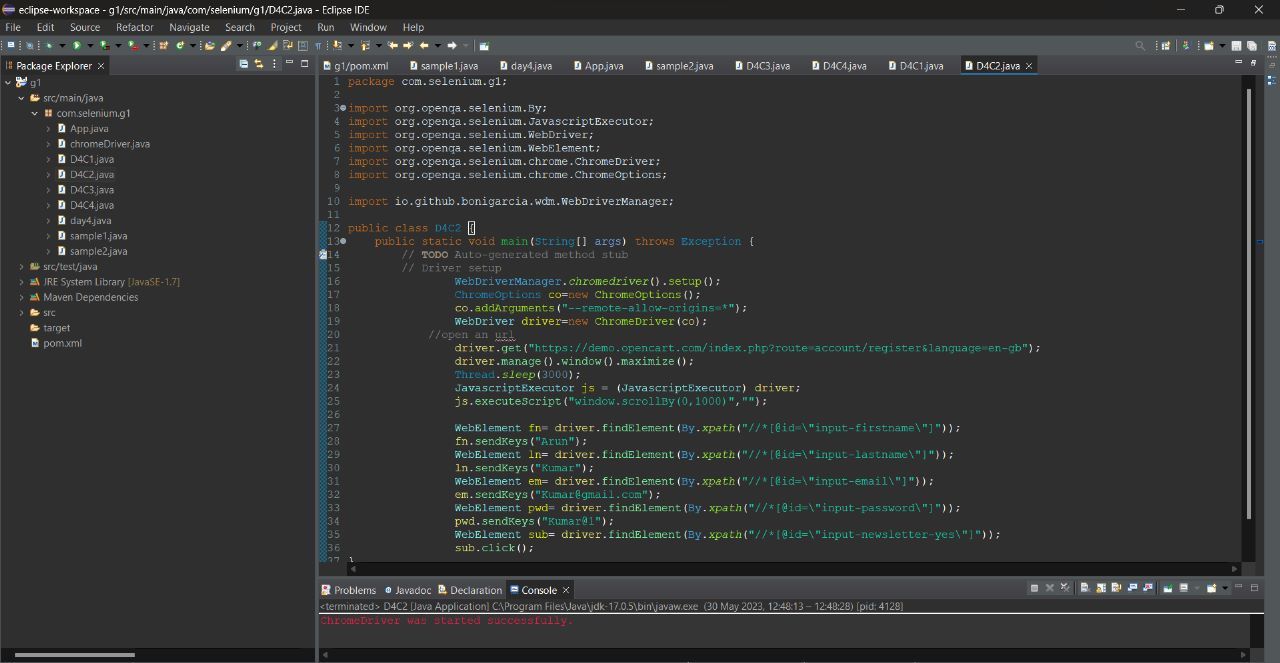 eclipse-workspace - g1/src/main/java/com/selenium/g1/D4C2.java - Eclipse IDE
File Edit Source Refactor Navigate Search Project Run Window Help
Package Explorer
g1
src/main/java
com.selenium.g1
App.java
chromeDriver.java
D4C1.java
D4C2.java
D4C3.java
D4C4.java
day4.java
sample1.java
sample2.java
src/test/java
JRE System Library [JavaSE-1.7]
Maven Dependencies
src
target
pom.xml
g1/pom.xml sample1.java day4.java App.java sample2.java D4C3.java D4C4.java D4C1.java D4C2.java
1 package com.selenium.g1;
2
3 import org.openqa.selenium.By;
4 import org.openqa.selenium.JavascriptExecutor;
5 import org.openqa.selenium.WebDriver;
6 import org.openqa.selenium.WebElement;
7 import org.openqa.selenium.chrome.ChromeDriver;
8 import org.openqa.selenium.chrome.ChromeOptions;
9
10 import io.github.bonigarcia.wdm.WebDriverManager;
11
12 public class D4C2 {
13 public static void main(String[] args) throws Exception {
14 // TODO Auto-generated method stub
15 // Driver setup
16 WebDriverManager.chromedriver().setup();
17 ChromeOptions co=new ChromeOptions();
18 co.addArguments("--remote-allow-origins=*");
19 WebDriver driver=new ChromeDriver(co);
20 //open an url
21 driver.get("https://demo.opencart.com/index.php?route=account/register&language=en-gb");
22 driver.manage().window().maximize();
23 Thread.sleep(3000);
24 JavascriptExecutor js = (JavascriptExecutor) driver;
25 js.executeScript("window.scrollBy(0,1000)","");
26
27 WebElement fn= driver.findElement(By.xpath("//*[@id=\"input-firstname\"]"));
28 fn.sendKeys("Arun");
29 WebElement ln= driver.findElement(By.xpath("//*[@id=\"input-lastname\"]"));
30 ln.sendKeys("Kumar");
31 WebElement em= driver.findElement(By.xpath("//*[@id=\"input-email\"]"));
32 em.sendKeys("Kumar@gmail.com");
33 WebElement pwd= driver.findElement(By.xpath("//*[@id=\"input-password\"]"));
34 pwd.sendKeys("Kumar@1");
35 WebElement sub= driver.findElement(By.xpath("//*[@id=\"input-newsletter-yes\"]"));
36 sub.click();
37 }
Problems Javadoc Declaration Console
<terminated> D4C2 [Java Application] C:\Program Files\Java\jdk-17.0.5\bin\javaw.exe (30 May 2023, 12:48:13 – 12:48:28) [pid: 4128]
ChromeDriver was started successfully.